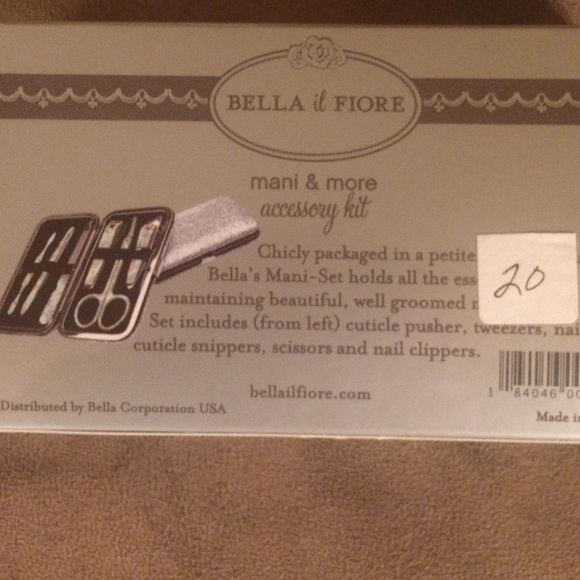 BELLA il FIORE
mani & more
accessory kit
Chicly packaged in a petite
Bella's Mani-Set holds all the
maintaining beautiful, well groomed
20
Set includes (from left) cuticle pusher, tweezers,
cuticle snippers, scissors and nail clippers.
bellailfiore.com
1 84046
Distributed by Bella Corporation USA
Made